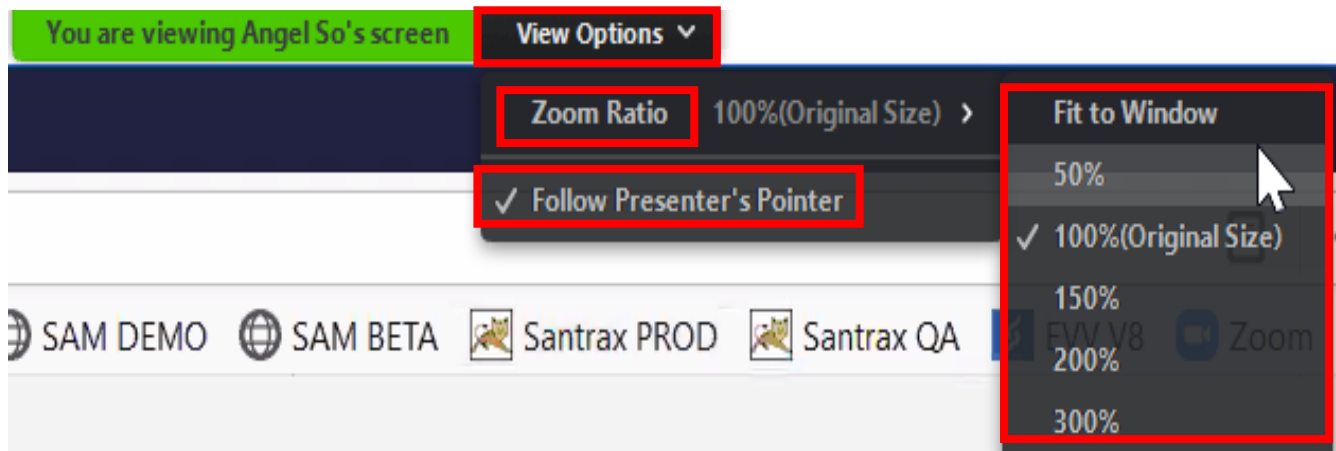 You are viewing Angel So's screen View Options
Zoom Ratio 100%(Original Size) > Fit to Window
50%
✓ Follow Presenter's Pointer
✓ 100%(Original Size)
150%
SAM DEMO SAM BETA Santrax PROD Santrax QA EVV V8 Zoom
200%
300%